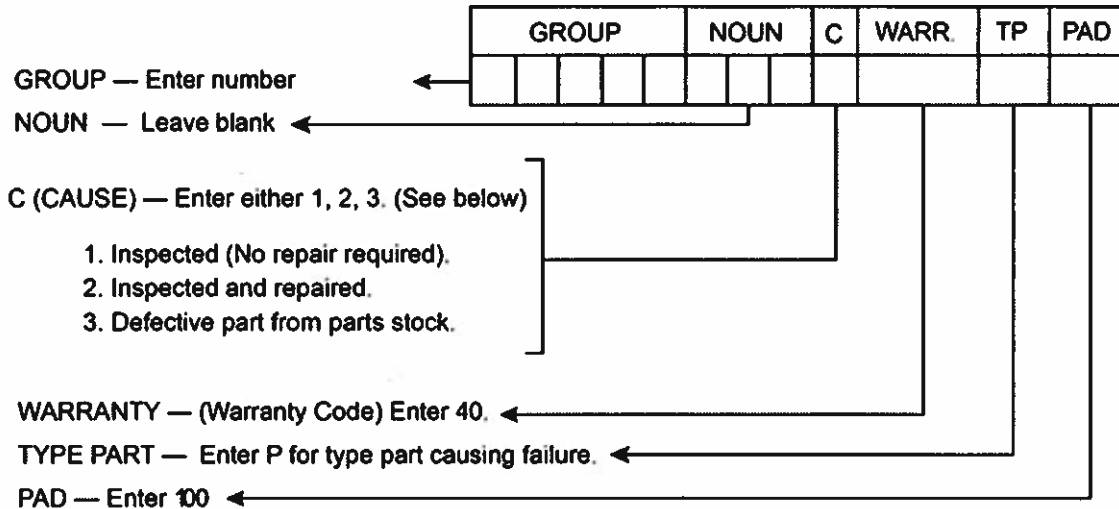 GROUP NOUN C WARR. TP PAD
GROUP — Enter number
NOUN — Leave blank
C (CAUSE) — Enter either 1, 2, 3. (See below)
1. Inspected (No repair required).
2. Inspected and repaired.
3. Defective part from parts stock.
WARRANTY — (Warranty Code) Enter 40.
TYPE PART — Enter P for type part causing failure.
PAD — Enter 100